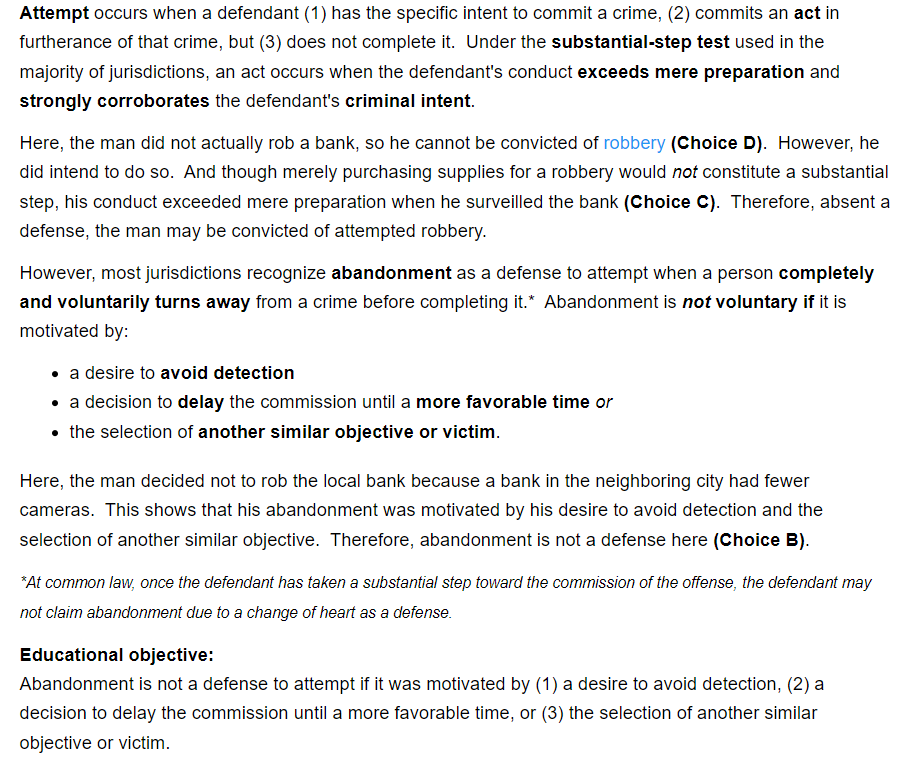 Attempt occurs when a defendant (1) has the specific intent to commit a crime, (2) commits an act in
furtherance of that crime, but (3) does not complete it. Under the substantial-step test used in the
majority of jurisdictions, an act occurs when the defendant's conduct exceeds mere preparation and
strongly corroborates the defendant's criminal intent.
Here, the man did not actually rob a bank, so he cannot be convicted of robbery (Choice D). However, he
did intend to do so. And though merely purchasing supplies for a robbery would not constitute a substantial
step, his conduct exceeded mere preparation when he surveilled the bank (Choice C). Therefore, absent a
defense, the man may be convicted of attempted robbery.
However, most jurisdictions recognize abandonment as a defense to attempt when a person completely
and voluntarily turns away from a crime before completing it.* Abandonment is not voluntary if it is
motivated by:
• a desire to avoid detection
• a decision to delay the commission until a more favorable time or
• the selection of another similar objective or victim.
Here, the man decided not to rob the local bank because a bank in the neighboring city had fewer
cameras. This shows that his abandonment was motivated by his desire to avoid detection and the
selection of another similar objective. Therefore, abandonment is not a defense here (Choice B).
*At common law, once the defendant has taken a substantial step toward the commission of the offense, the defendant may
not claim abandonment due to a change of heart as a defense.
Educational objective:
Abandonment is not a defense to attempt if it was motivated by (1) a desire to avoid detection, (2) a
decision to delay the commission until a more favorable time, or (3) the selection of another similar
objective or victim.